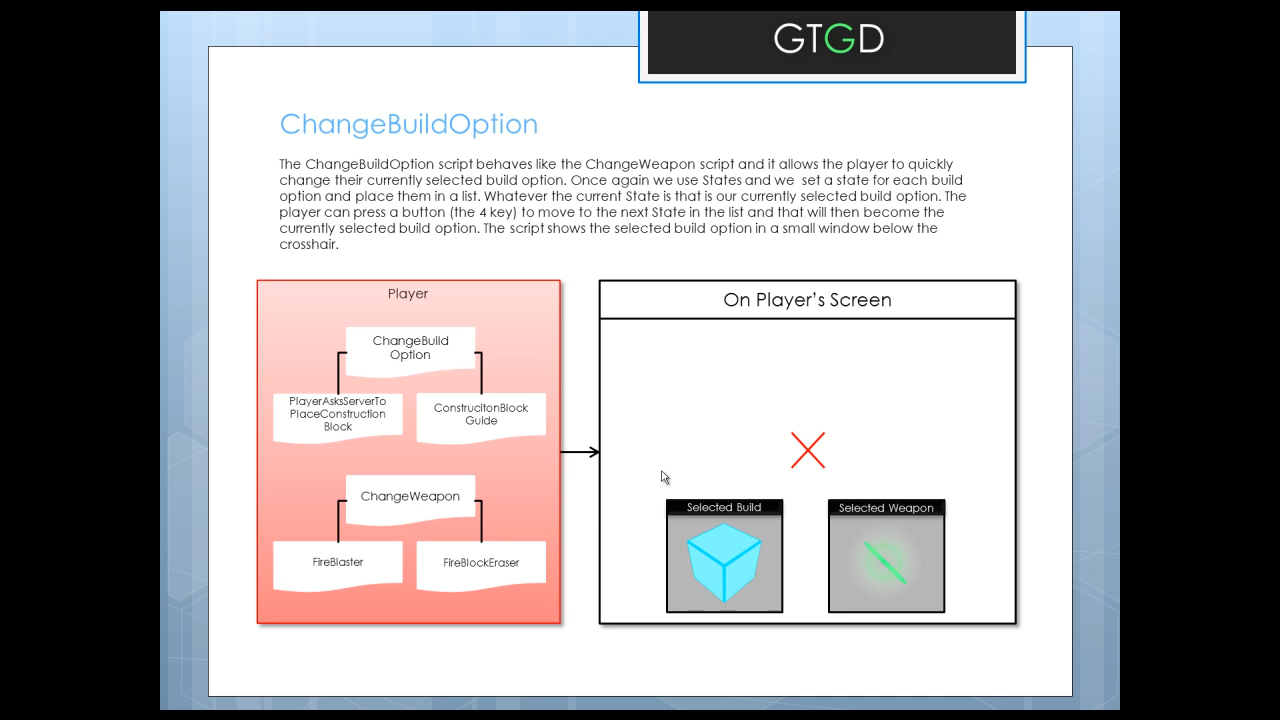 GTGD
ChangeBuildOption
The ChangeBuildOption script behaves like the ChangeWeapon script and it allows the player to quickly
change their currently selected build option. Once again we use States and we  set a state for each build
option and place them in a list. Whatever the current State is that is our currently selected build option. The
player can press a button (the 4 key) to move to the next State in the list and that will then become the
currently selected build option. The script shows the selected build option in a small window below the
crosshair.
Player
ChangeBuild
Option
PlayerAsksServerTo
PlaceConstruction
Block
ConstrucitonBlock
Guide
ChangeWeapon
FireBlaster
FireBlockEraser
On Player's Screen
Selected Build
Selected Weapon